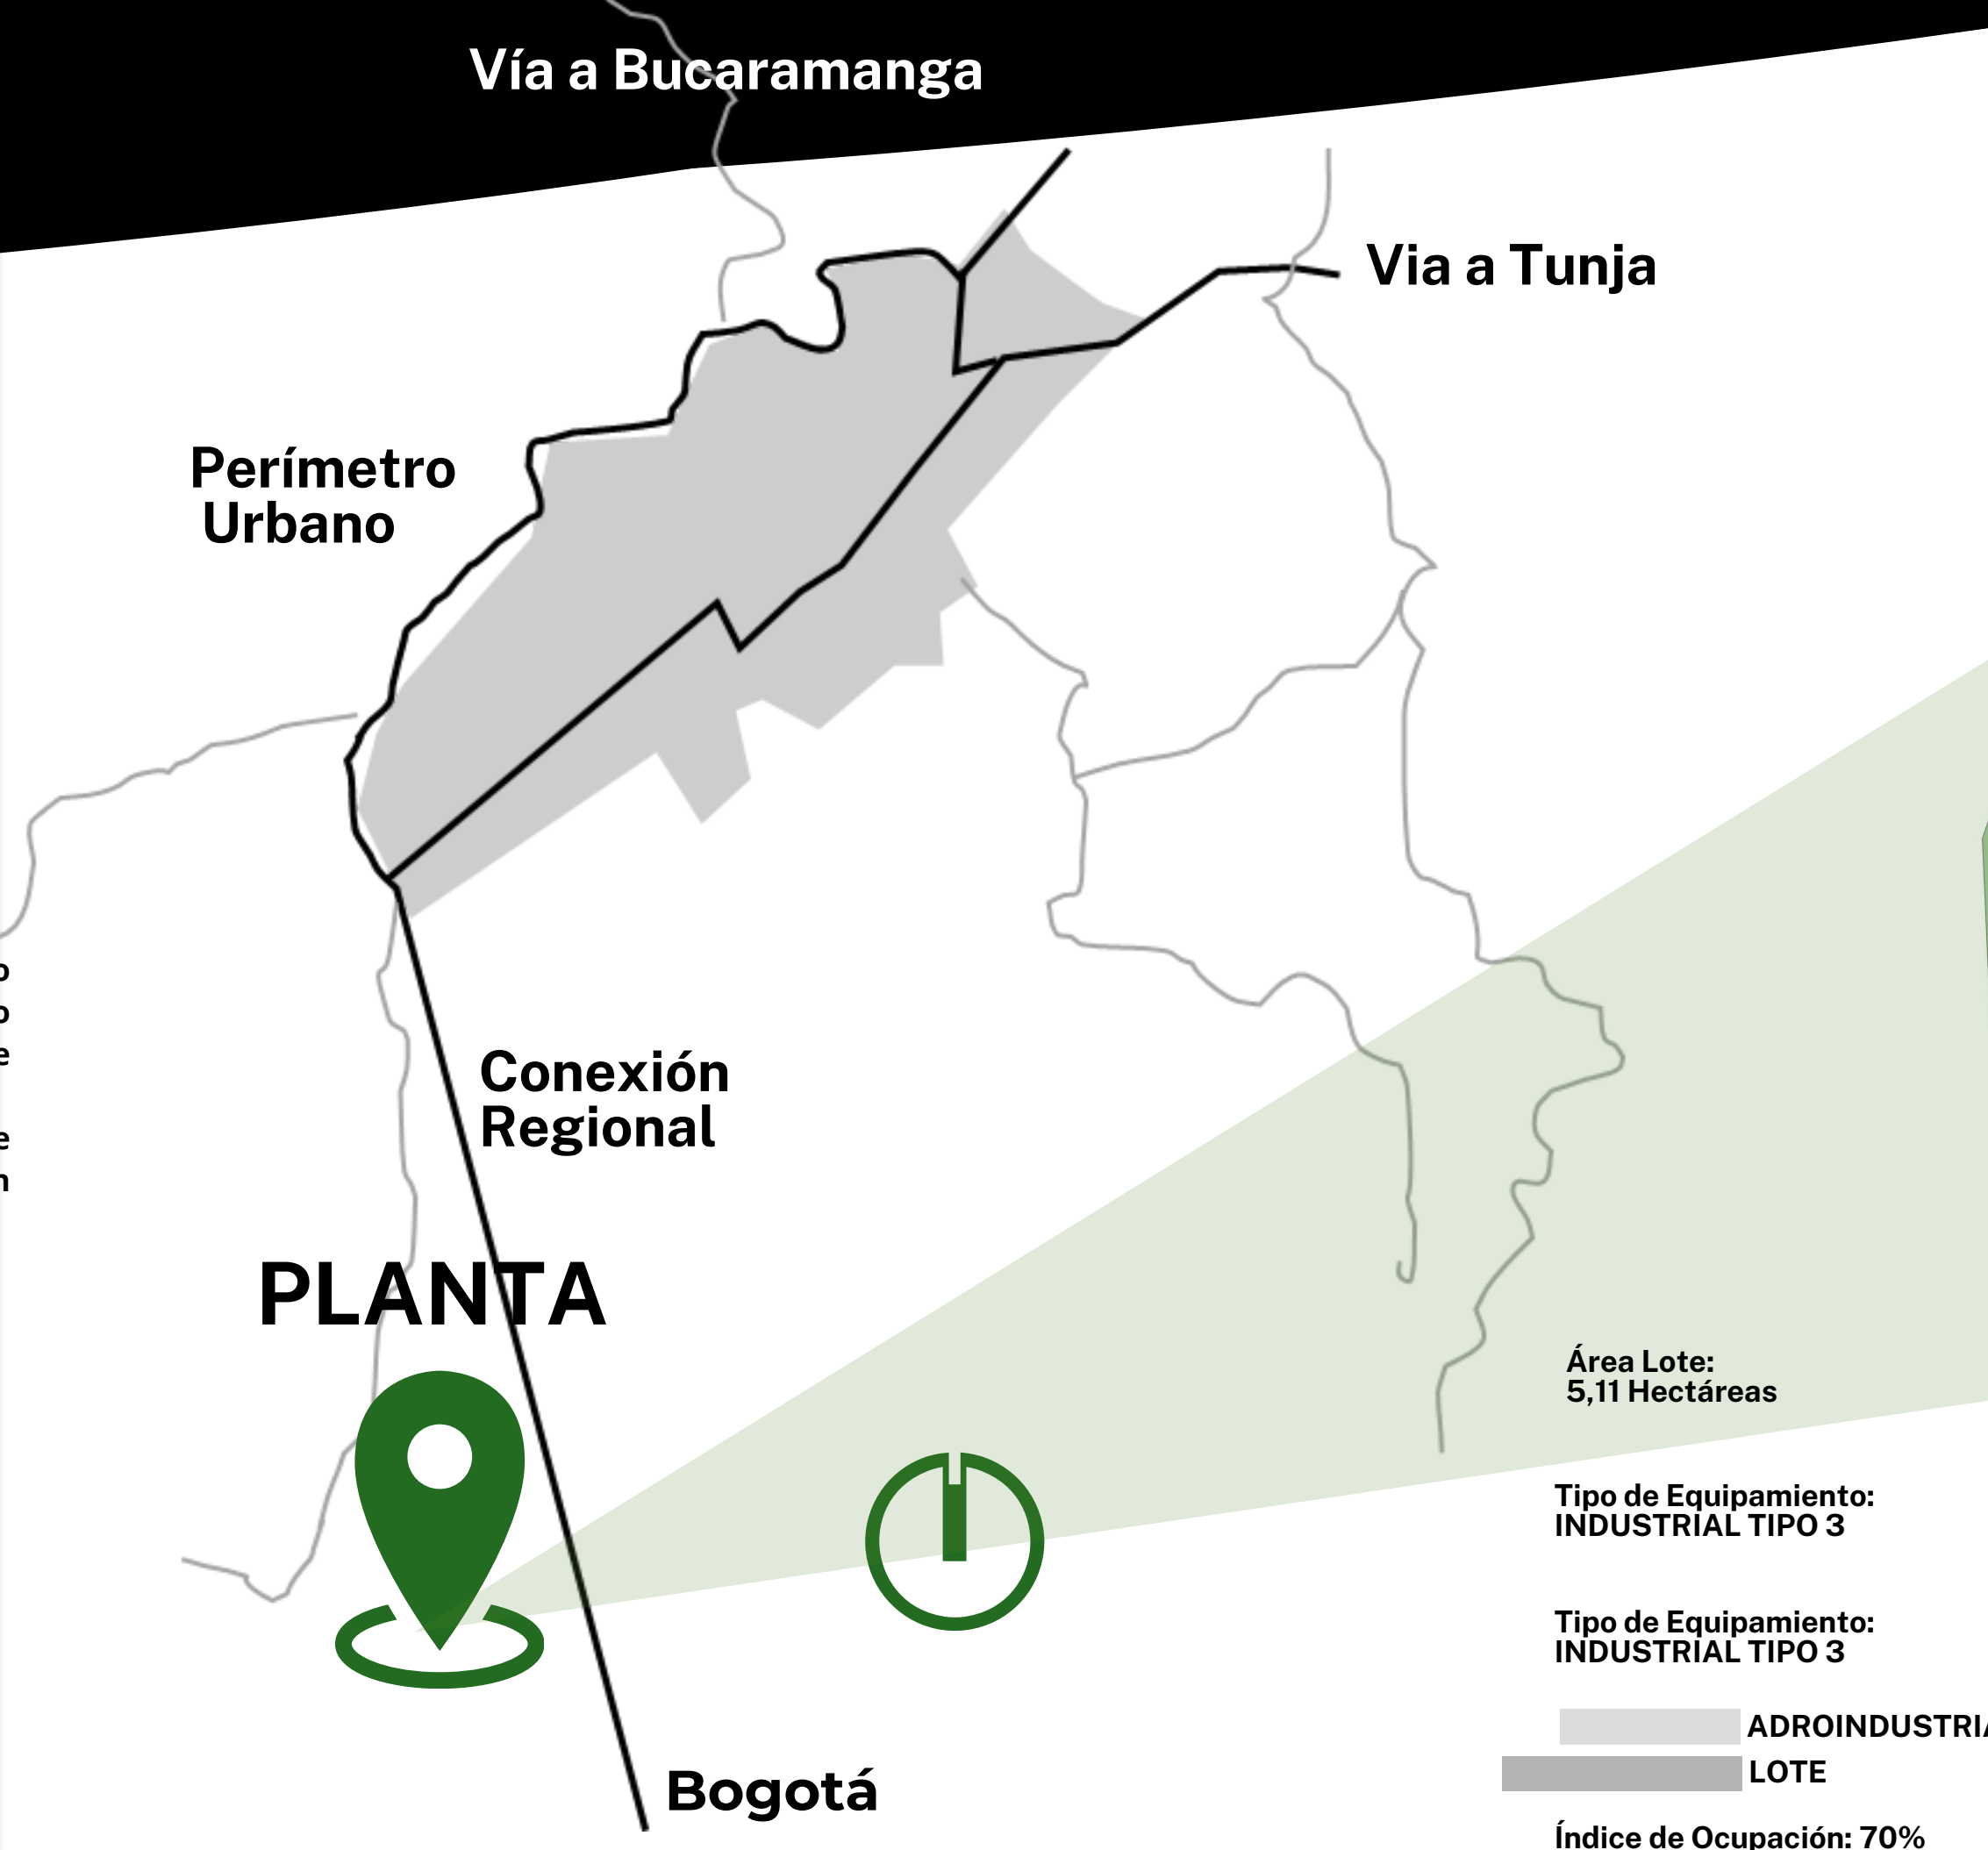 Vía a Bucaramanga
Via a Tunja
Perímetro
Urbano
Conexión
Regional
PLANTA
Área Lote:
5,11 Hectáreas
Tipo de Equipamiento:
INDUSTRIAL TIPO 3
Tipo de Equipamiento:
INDUSTRIAL TIPO 3
LOTE
Bogotá
Índice de Ocupación: 70%